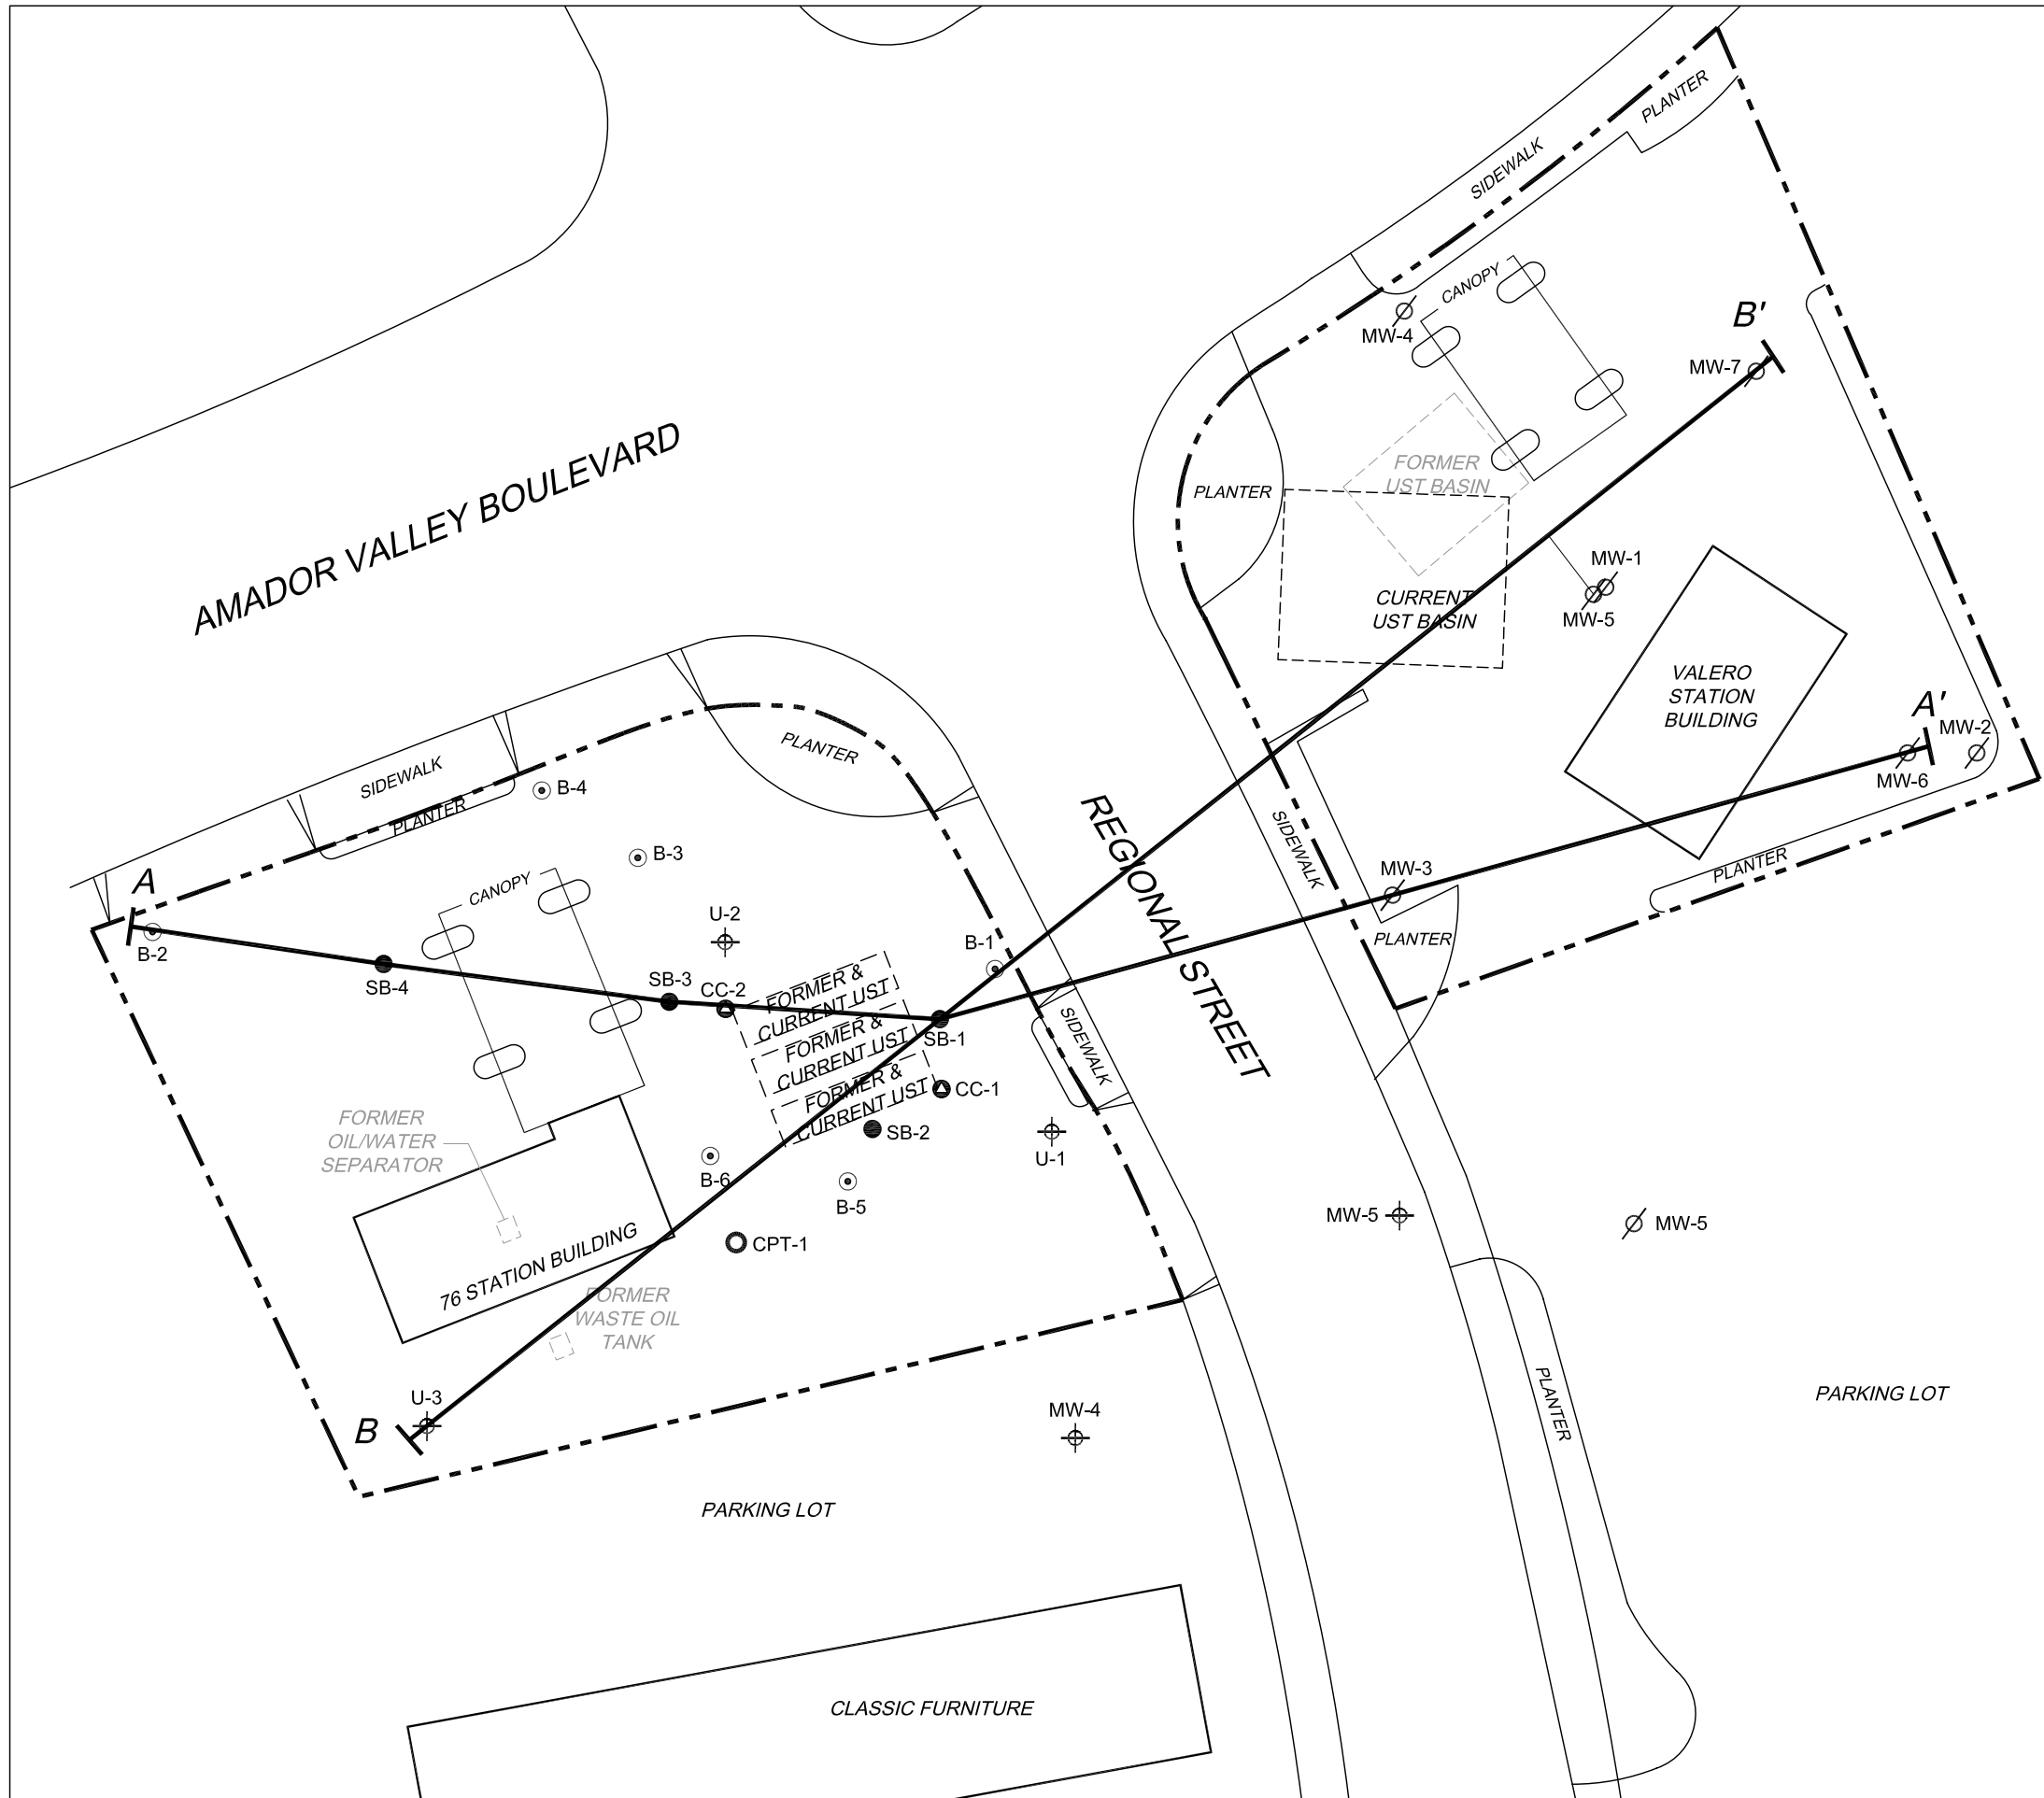 PLANTER
SIDEWALK
CANOPY
MW-4
B'
MW-7
AMADOR VALLEY BOULEVARD
FORMER
UST BASIN
PLANTER
MW-1
CURRENT
UST BASIN
MW-5
VALERO
STATION
BUILDING
A'
MW-2
MW-6
PLANTER
SIDEWALK
PLANTER
B-4
REGIONAL STREET
SIDEWALK
B-3
PLANTER
MW-3
A
CANOPY
U-2
B-2
B-1
PLANTER
SB-4
SB-3
CC-2
FORMER &
CURRENT UST
FORMER &
CURRENT UST
FORMER &
CURRENT UST
SB-1
SIDEWALK
CC-1
SB-2
FORMER
OIL/WATER
SEPARATOR
U-1
B-6
B-5
MW-5
MW-5
CPT-1
76 STATION BUILDING
FORMER
WASTE OIL
TANK
U-3
B
MW-4
PLANTER
PARKING LOT
PARKING LOT
CLASSIC FURNITURE